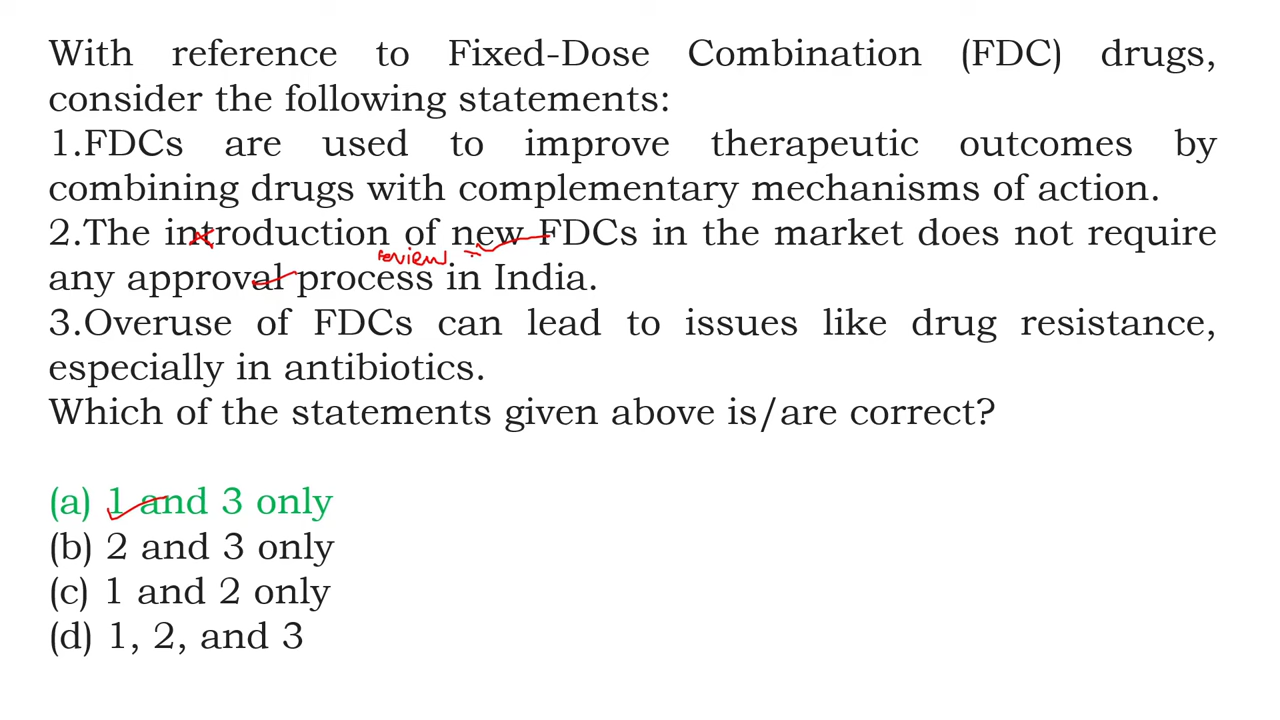 With reference to Fixed-Dose Combination (FDC) drugs,
consider the following statements:
1.FDCs are used to improve therapeutic outcomes by
combining drugs with complementary mechanisms of action.
2.The introduction of new FDCs in the market does not require
review
any approval process in India.
3.Overuse of FDCs can lead to issues like drug resistance,
especially in antibiotics.
Which of the statements given above is/are correct?
(a) 1 and 3 only
(b) 2 and 3 only
(c) 1 and 2 only
(d) 1, 2, and 3